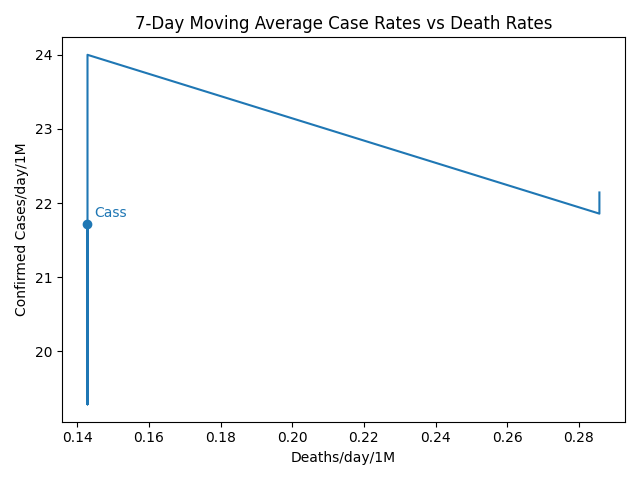 7-Day Moving Average Case Rates vs Death Rates
Confirmed Cases/day/1M
24
23
22
21
20
Cass
0.14 0.16 0.18 0.20 0.22 0.24 0.26 0.28
Deaths/day/1M